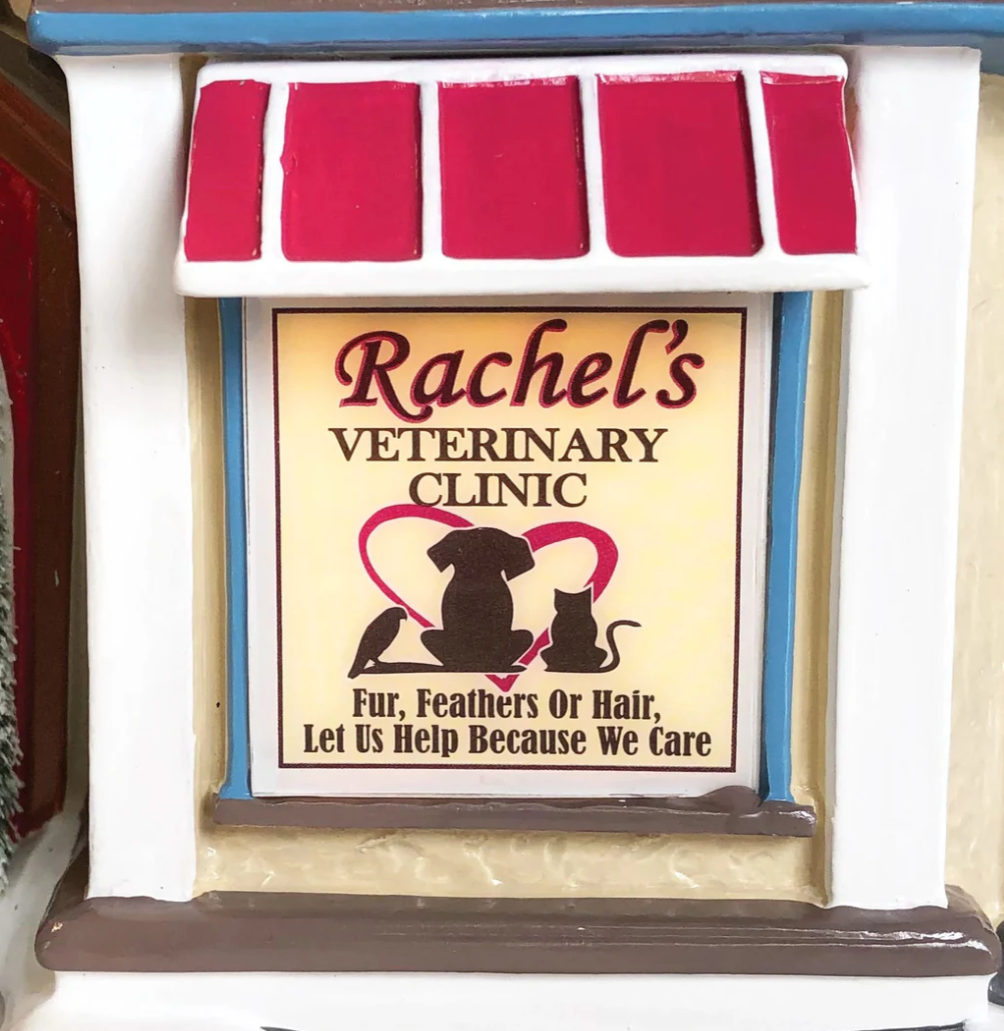 Rachel's
VETERINARY
CLINIC
Fur, Feathers Or Hair,
Let Us Help Because We Care